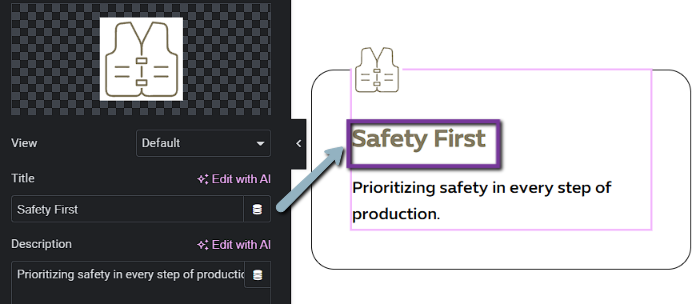 View
Default
Title
Edit with AI
Safety First
Description
Edit with AI
Prioritizing safety in every step of productio
Safety First
Prioritizing safety in every step of
production.